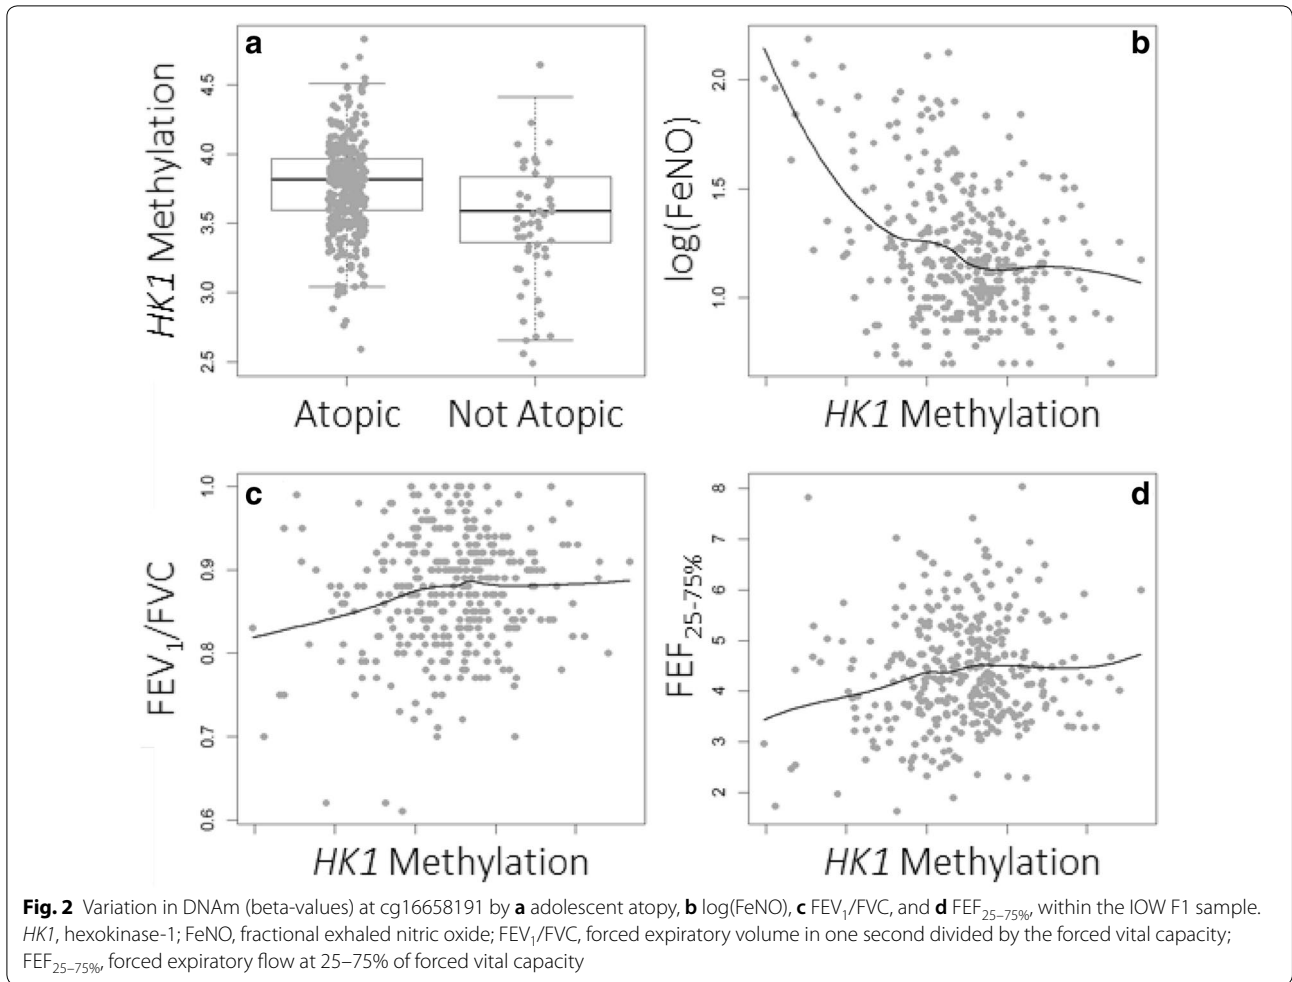 a
HK1 Methylation
4.5
4.0
3.5
3.0
2.5
Atopic Not Atopic
b
log(FeNO)
2.0
1.5
1.0
HK1 Methylation
c
FEV1/FVC
1.0
0.9
0.8
0.7
0.6
HK1 Methylation
d
FEF25-75%
8
7
6
5
4
3
2
HK1 Methylation
Fig. 2 Variation in DNAm (beta-values) at cg16658191 by a adolescent atopy, b log(FeNO), c FEV1/FVC, and d FEF25–75%, within the IOW F1 sample.
HK1, hexokinase-1; FeNO, fractional exhaled nitric oxide; FEV1/FVC, forced expiratory volume in one second divided by the forced vital capacity;
FEF25–75%, forced expiratory flow at 25–75% of forced vital capacity